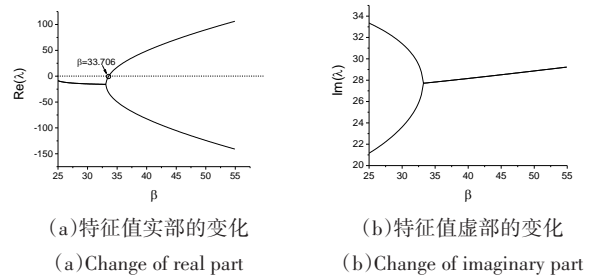 100
50
0
-50
-100
-150
Re(λ)
β=33.706
25 30 35 40 45 50 55
β
34
32
30
28
26
24
22
20
Im(λ)
25 30 35 40 45 50 55
β
(a)特征值实部的变化
(a)Change of real part
(b)特征值虚部的变化
(b)Change of imaginary part